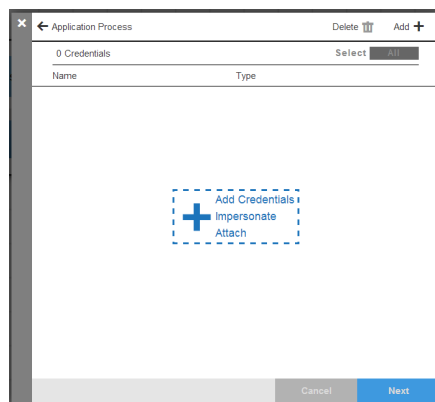 Application Process Delete Add
0 Credentials Select All
Name Type
Add Credentials
Impersonate
Attach
Cancel Next